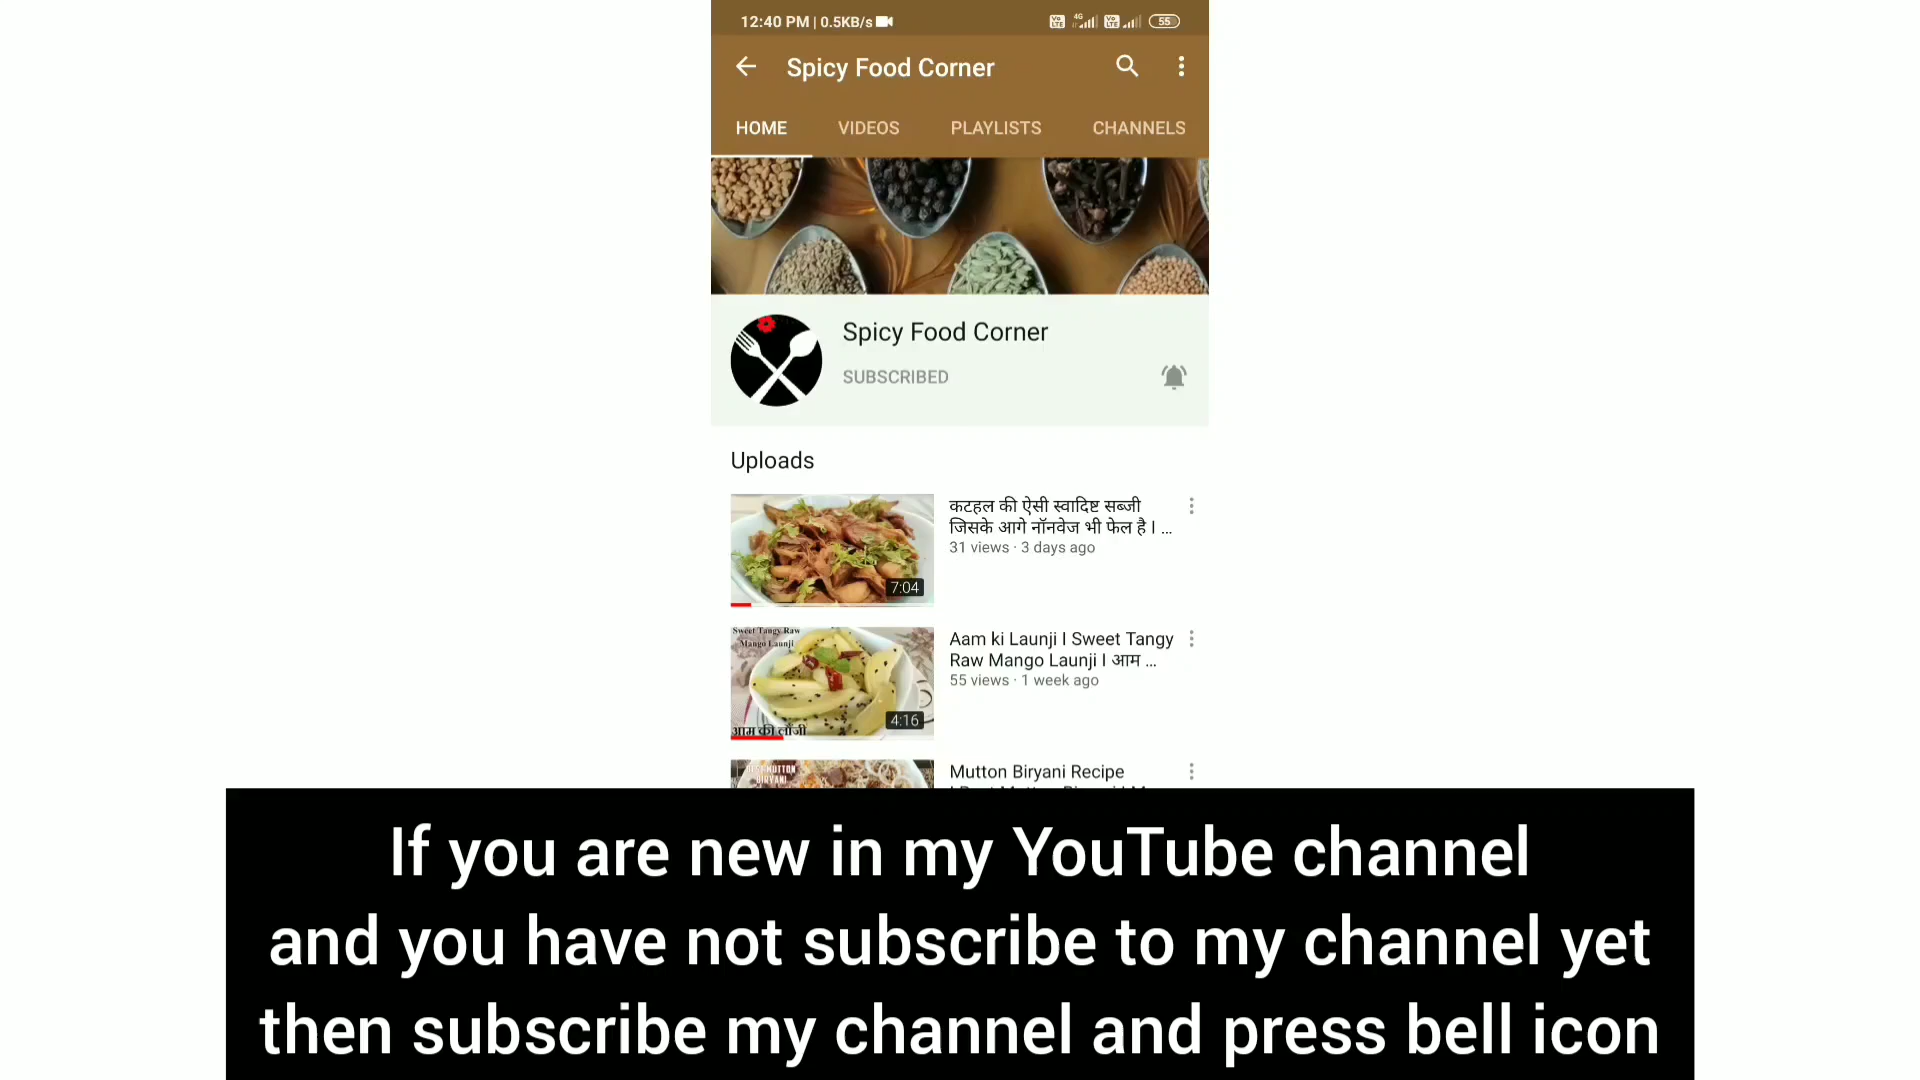 12:40 PM | 0.5KB/s
4G
55
Spicy Food Corner
HOME VIDEOS PLAYLISTS CHANNELS
Spicy Food Corner
SUBSCRIBED
Uploads
कटहल की ऐसी स्वादिष्ट सब्जी
जिसके आगे नॉनवेज भी फेल है I ...
31 views · 3 days ago
7:04
Sweet Tangy Raw
Mango Launji
Aam ki Launji I Sweet Tangy
Raw Mango Launji I आम ...
55 views · 1 week ago
4:16
आम की लौंजी
MUTTON
BIRYANI
Mutton Biryani Recipe
If you are new in my YouTube channel
and you have not subscribe to my channel yet
then subscribe my channel and press bell icon